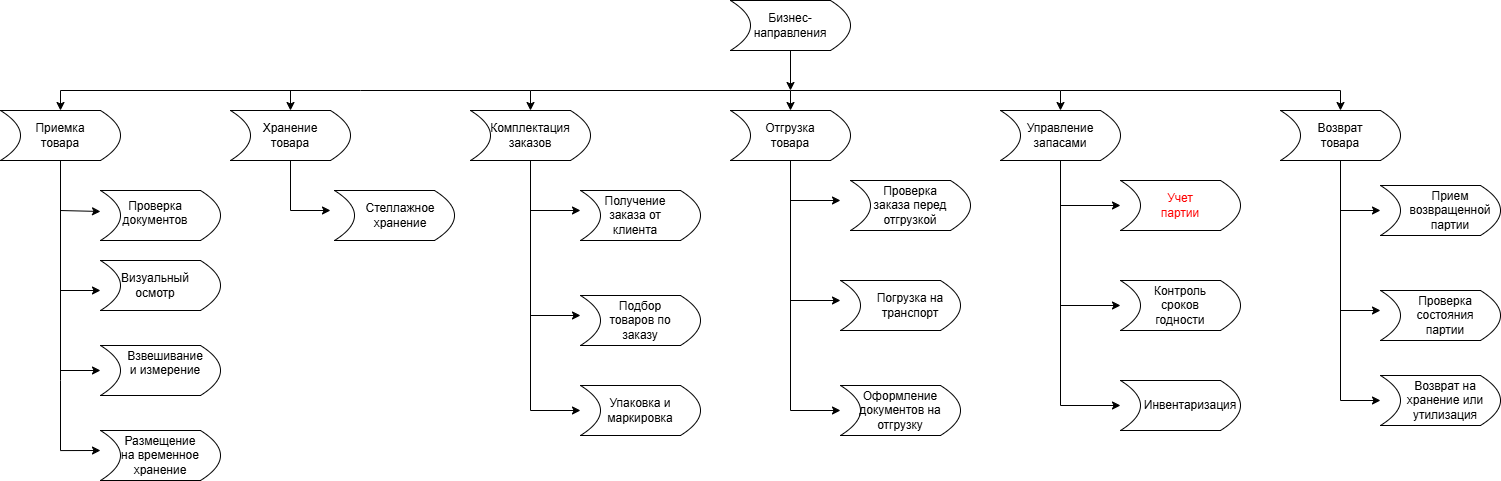 Бизнес-
направления
Приемка
товара
Хранение
товара
Комплектация
заказов
Отгрузка
товара
Управление
запасами
Возврат
товара
Проверка
документов
Визуальный
осмотр
Взвешивание
и измерение
Размещение
на временное
хранение
Стеллажное
хранение
Получение
заказа от
клиента
Подбор
товаров по
заказу
Упаковка и
маркировка
Проверка
заказа перед
отгрузкой
Погрузка на
транспорт
Оформление
документов на
отгрузку
Учет
партии
Контроль
сроков
годности
Инвентаризация
Прием
возвращенной
партии
Проверка
состояния
партии
Возврат на
хранение или
утилизация